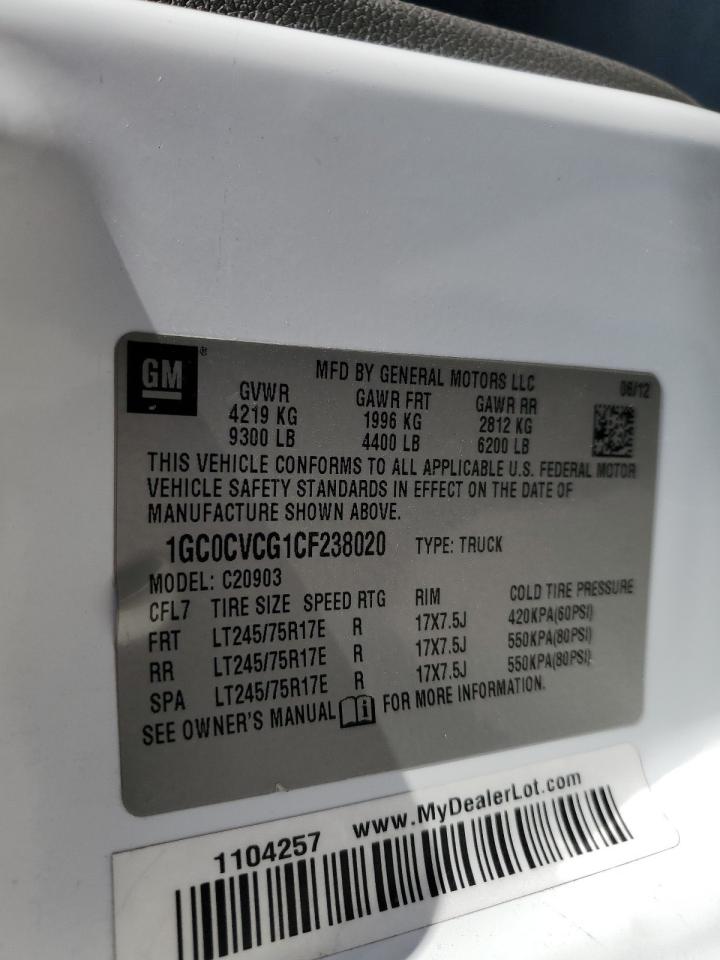 GM ®
MFD BY GENERAL MOTORS LLC 06/12
GVWR GAWR FRT GAWR RR
4219 KG 1996 KG 2812 KG
9300 LB 4400 LB 6200 LB
THIS VEHICLE CONFORMS TO ALL APPLICABLE U.S. FEDERAL MOTOR
VEHICLE SAFETY STANDARDS IN EFFECT ON THE DATE OF
MANUFACTURE SHOWN ABOVE.
1GC0CVCG1CF238020 TYPE: TRUCK
MODEL: C20903
CFL7 TIRE SIZE SPEED RTG RIM COLD TIRE PRESSURE
FRT LT245/75R17E R 17X7.5J 420KPA(60PSI)
RR LT245/75R17E R 17X7.5J 550KPA(80PSI)
SPA LT245/75R17E R 17X7.5J 550KPA(80PSI)
SEE OWNER'S MANUAL i FOR MORE INFORMATION.
1104257 www.MyDealerLot.com